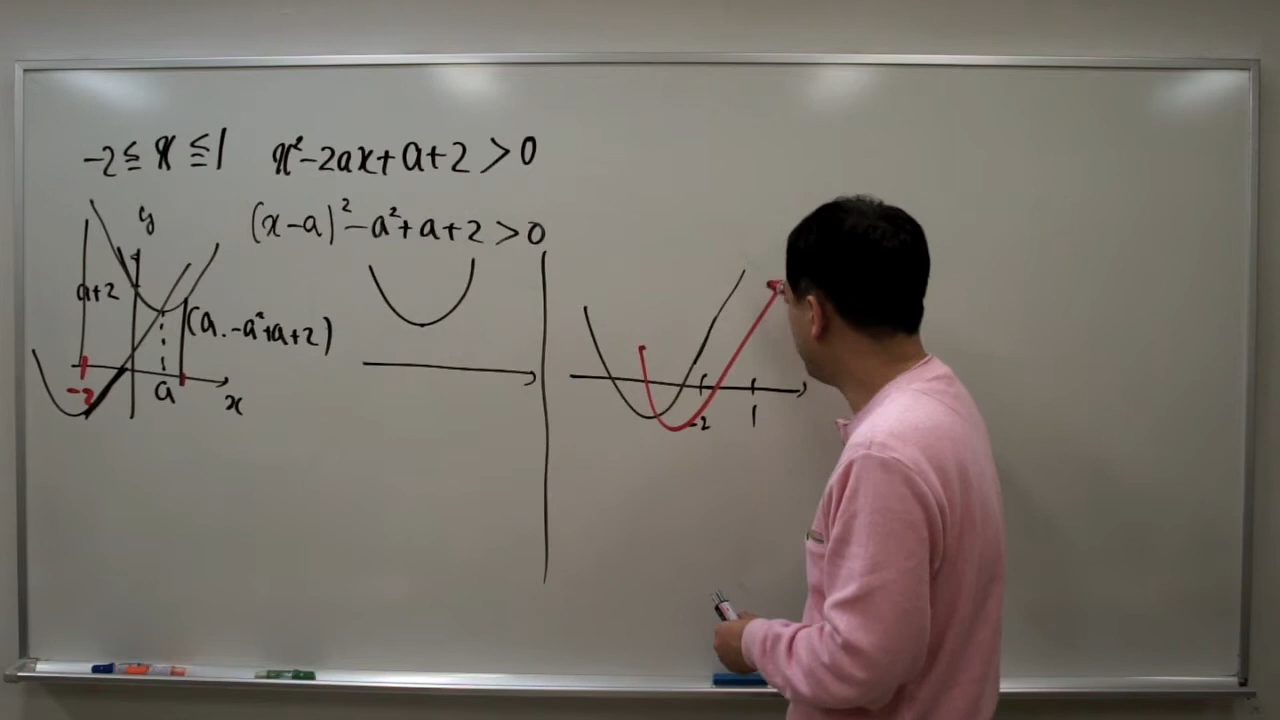 -2≦x≦1 x²-2ax+a+2>0
y
(x-a)²-a²+a+2>0
a+2
(a.-a²+a+2)
-2 a x
-2 1